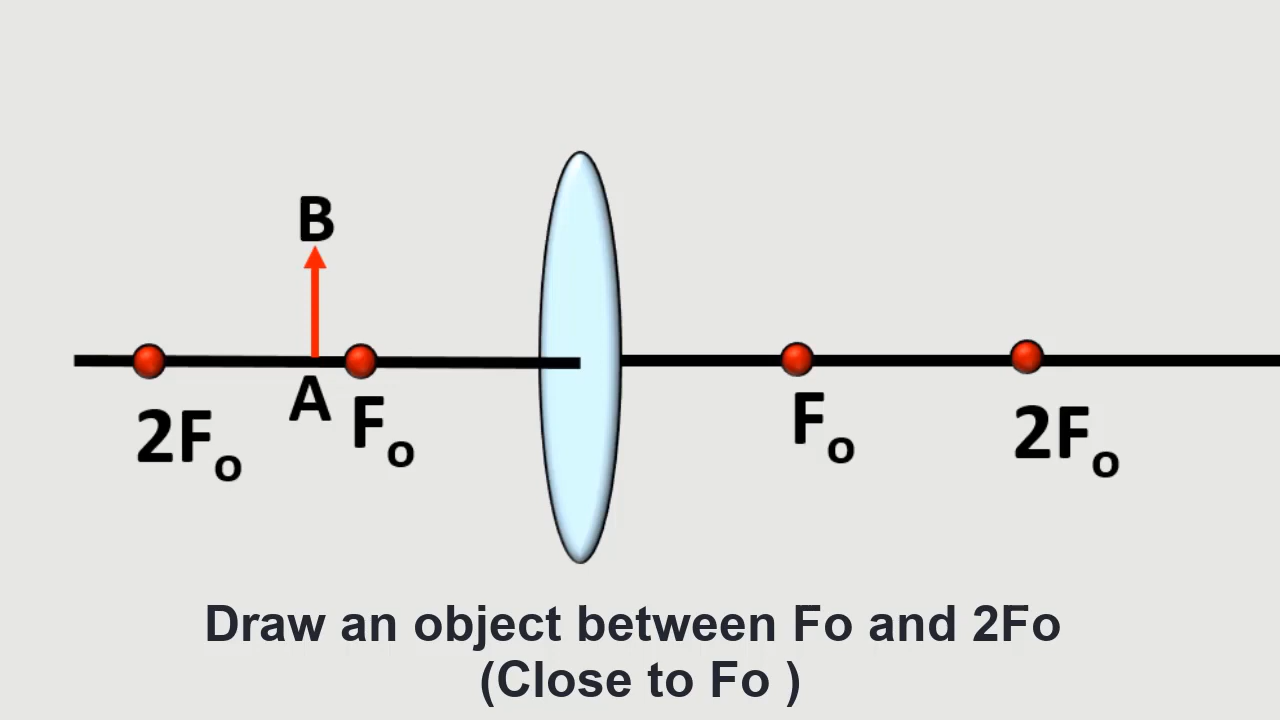 B
A
2Fo
Fo
Fo
2Fo
Draw an object between Fo and 2Fo
(Close to Fo )